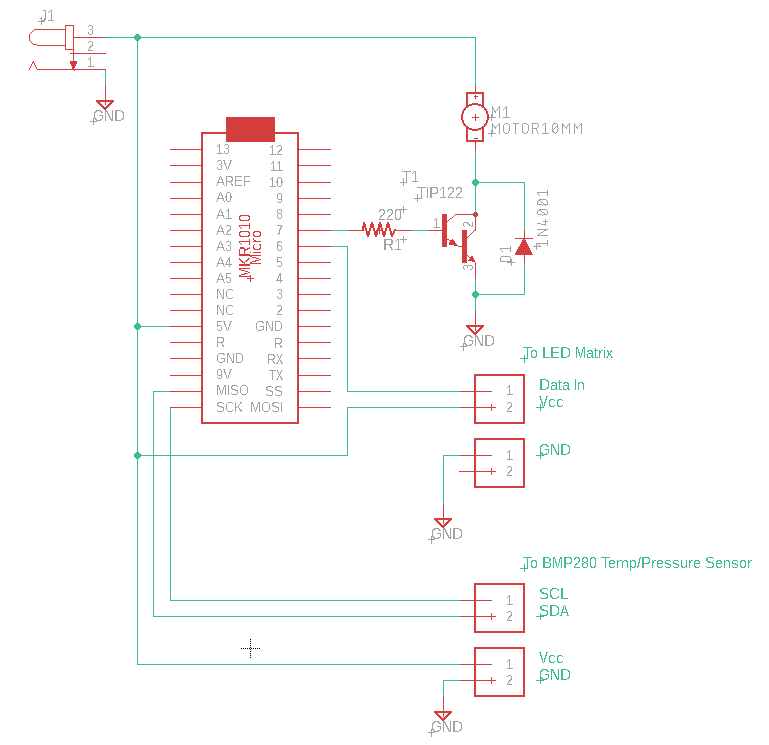 J1
3
2
1
GND
M1
MOTOR10MM
13 12
3V 11
AREF 10
A0 9
A1 8
A2 7
A3 6
A4 5
A5 4
NC 3
NC 2
5V GND
R R
GND RX
9V TX
MISO SS
SCK MOSI
MKR1010
Micro
220
R1
T1
TIP122
1
2
3
D1
1N4001
GND
To LED Matrix
1 Data In
2 Vcc
1 GND
2
GND
To BMP280 Temp/Pressure Sensor
1 SCL
2 SDA
1 Vcc
2 GND
GND